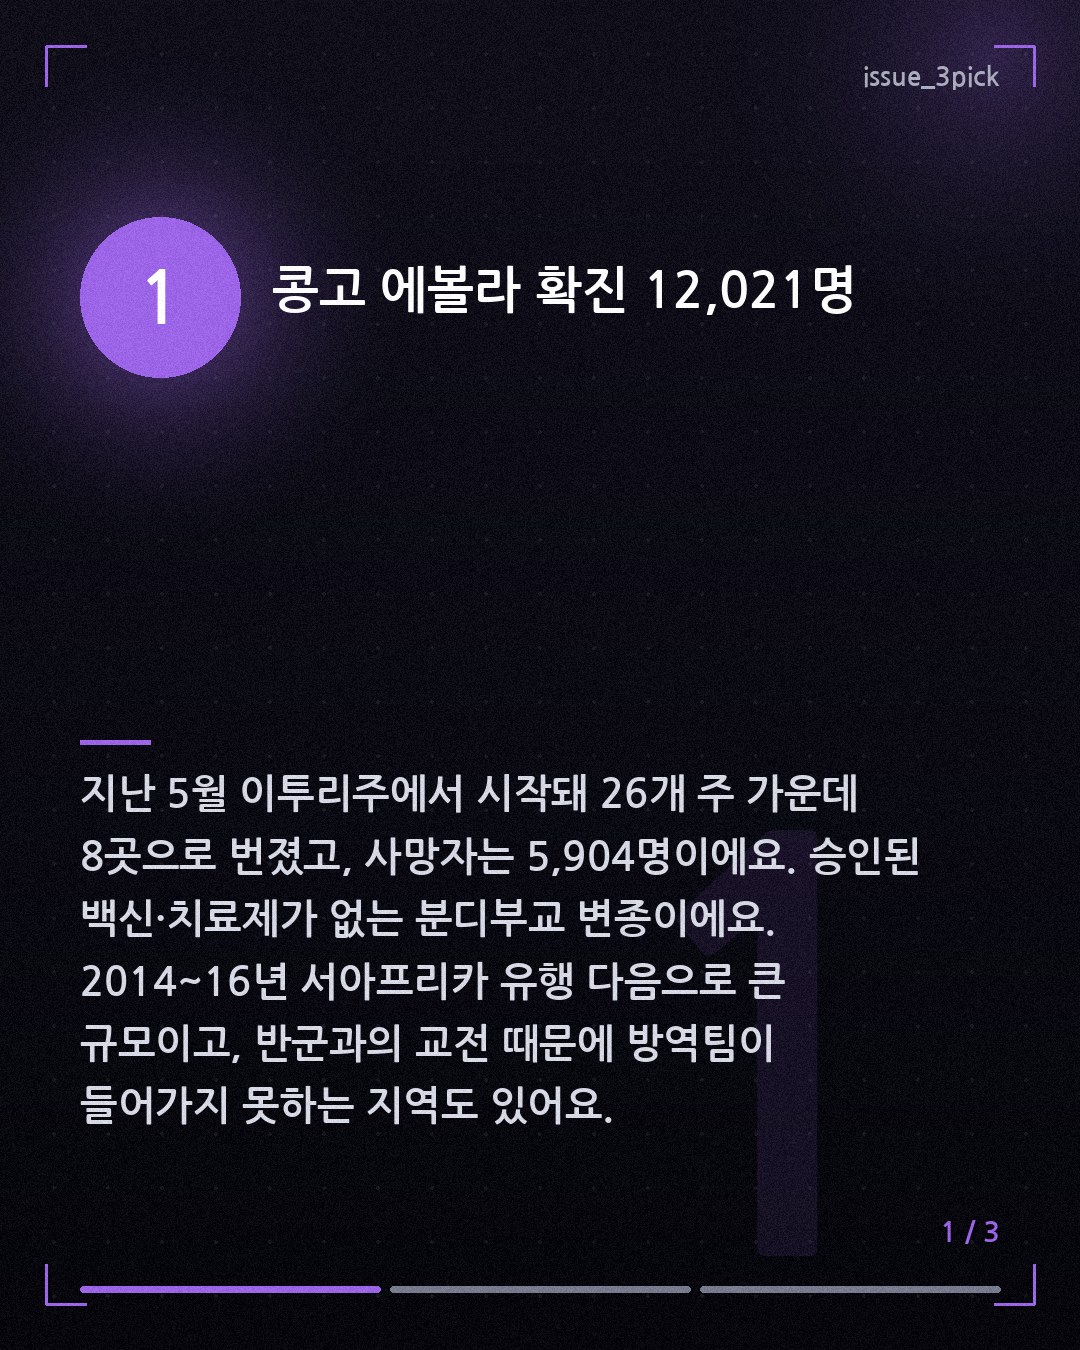 issue_3pick
1
콩고 에볼라 확진 12,021명
지난 5월 이투리주에서 시작돼 26개 주 가운데
8곳으로 번졌고, 사망자는 5,904명이에요. 승인된
백신·치료제가 없는 분디부교 변종이에요.
2014~16년 서아프리카 유행 다음으로 큰
규모이고, 반군과의 교전 때문에 방역팀이
들어가지 못하는 지역도 있어요.
1
1 / 3